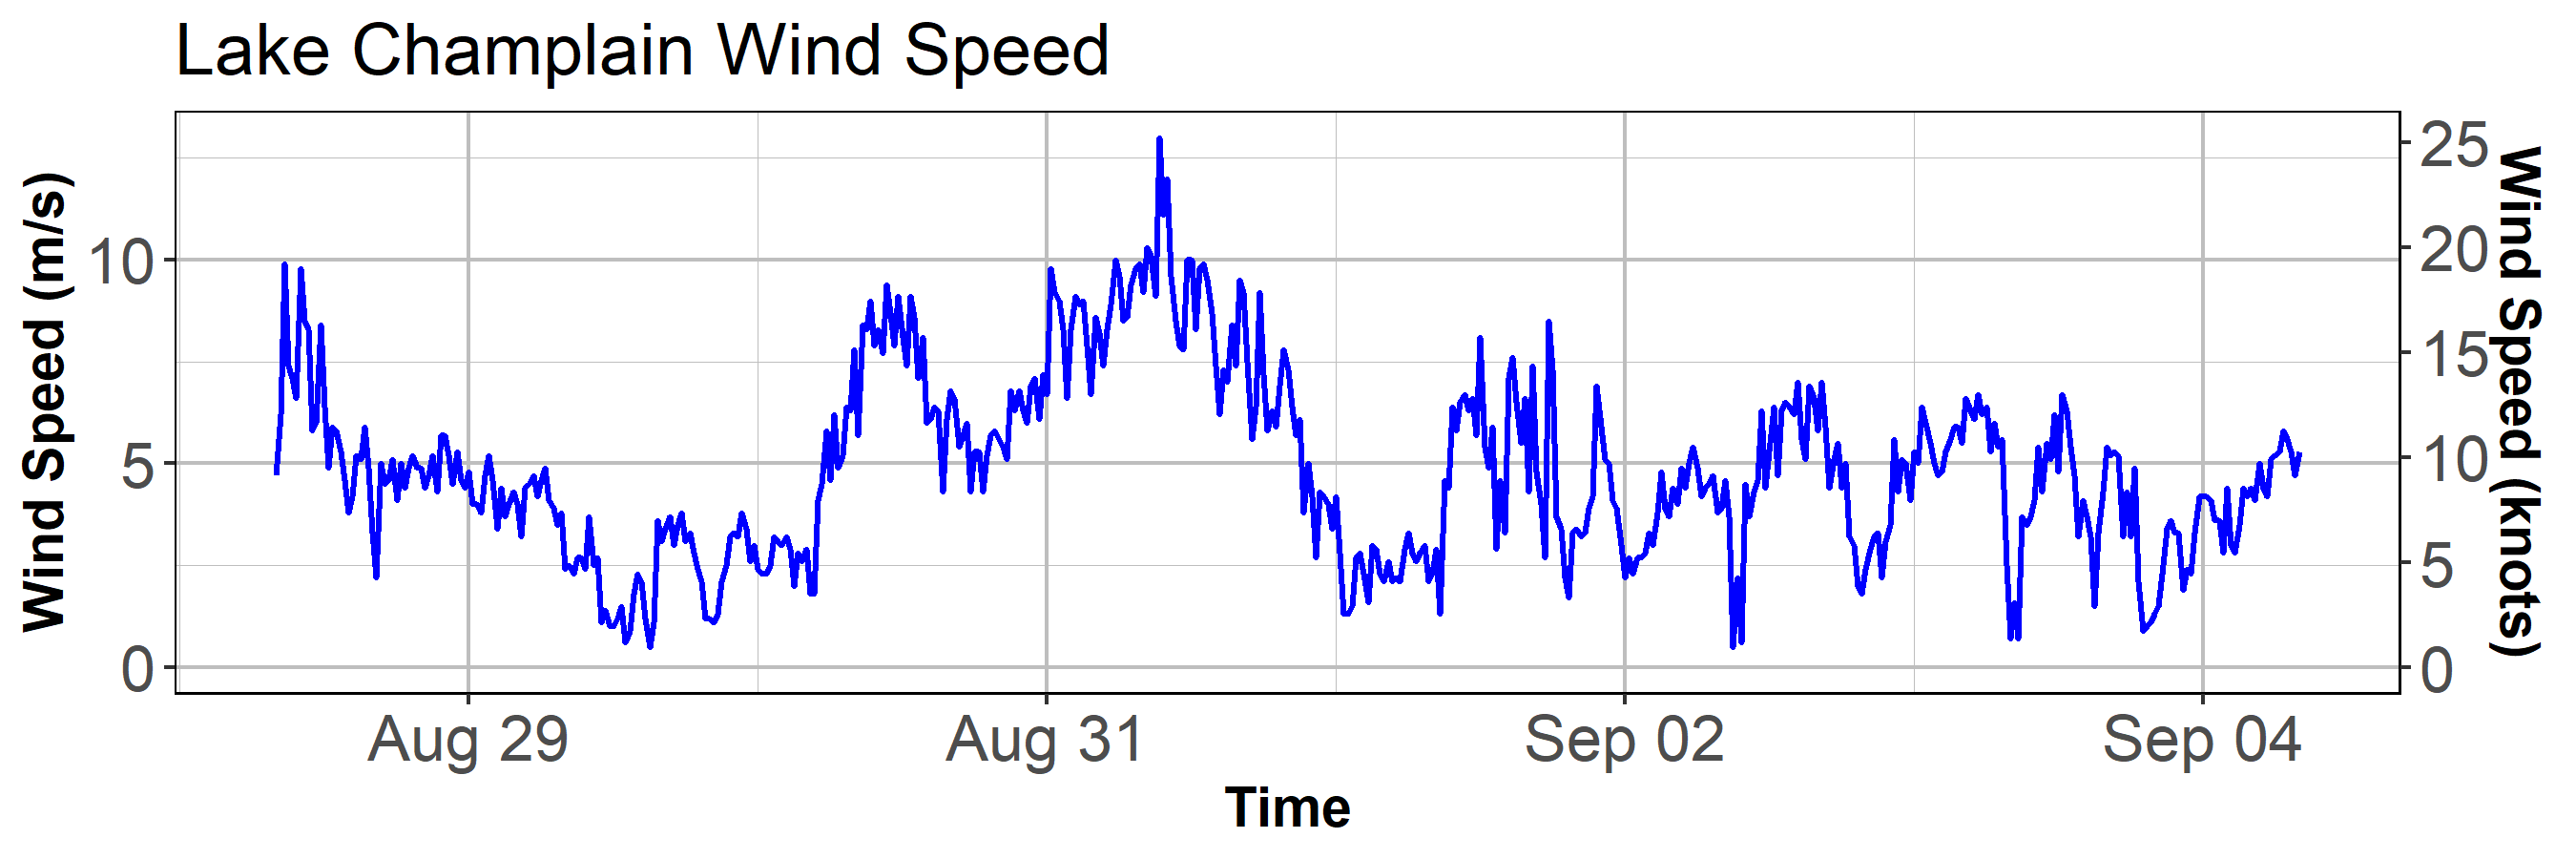 Lake Champlain Wind Speed
Wind Speed (m/s)
10
5
0
25
20
15
10
5
0
Wind Speed (knots)
Aug 29
Aug 31
Sep 02
Sep 04
Time